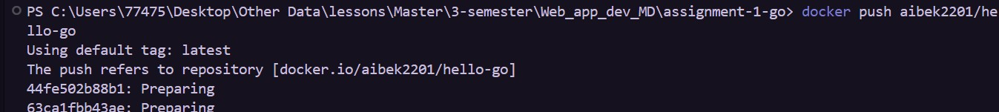 PS C:\Users\77475\Desktop\Other Data\lessons\Master\3-semester\Web_app_dev_MD\assignment-1-go> docker push aibek2201/he
llo-go
Using default tag: latest
The push refers to repository [docker.io/aibek2201/hello-go]
44fe502b88b1: Preparing
63ca1fbb43ae: Preparing